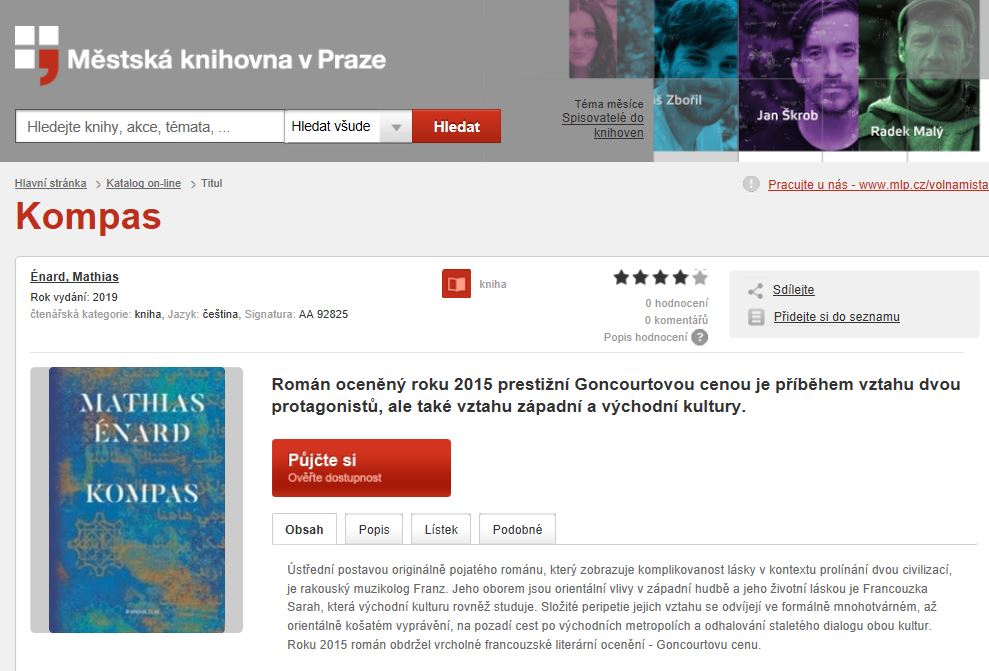 Městská knihovna v Praze
Hledejte knihy, akce, témata, ...
Hledat všude
Hledat
Téma měsíce
Spisovatelé do
knihoven
Zbořil
Jan Škrob
Radek Malý
Hlavní stránka > Katalog on-line > Titul
Pracujte u nás - www.mlp.cz/volnamista
Kompas
Énard, Mathias
Rok vydání: 2019
čtenářská kategorie: kniha, Jazyk: čeština, Signatura: AA 92825
kniha
0 hodnocení
0 komentářů
Popis hodnocení ?
Sdílejte
Přidejte si do seznamu
MATHIAS
ÉNARD
KOMPAS
Román oceněný roku 2015 prestižní Goncourtovou cenou je příběhem vztahu dvou
protagonistů, ale také vztahu západní a východní kultury.
Půjčte si
Ověřte dostupnost
Obsah
Popis
Lístek
Podobné
Ústřední postavou originálně pojatého románu, který zobrazuje komplikovanost lásky v kontextu prolínání dvou civilizací,
je rakouský muzikolog Franz. Jeho oborem jsou orientální vlivy v západní hudbě a jeho životní láskou je Francouzka
Sarah, která východní kulturu rovněž studuje. Složité peripetie jejich vztahu se odvíjejí ve formálně mnohotvárném, až
orientálně košatém vyprávění, na pozadí cest po východních metropolích a odhalování staletého dialogu obou kultur.
Roku 2015 román obdržel vrcholné francouzské literární ocenění - Goncourtovu cenu.